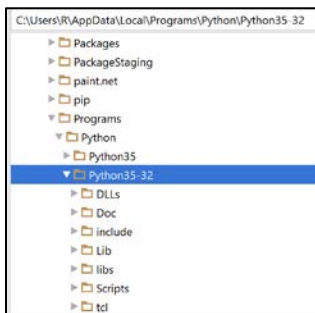 C:\Users\R\AppData\Local\Programs\Python\Python35-32
Packages
PackageStaging
paint.net
pip
Programs
Python
Python35
Python35-32
DLLs
Doc
include
Lib
libs
Scripts
tcl